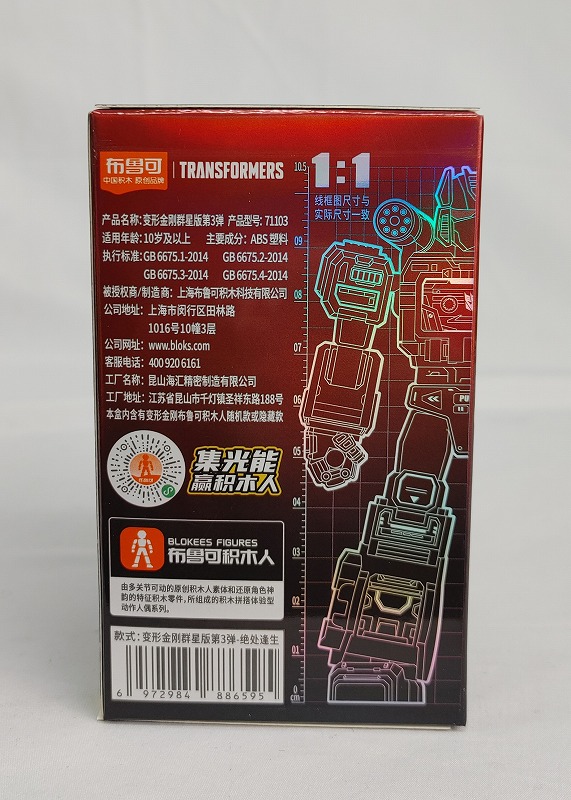 布鲁可
中国积木 原创品牌
TRANSFORMERS
1:1
线框图尺寸与
实际尺寸一致
产品名称：变形金刚群星版第3弹 产品型号：71103
适用年龄：10岁及以上 主要成分：ABS塑料
执行标准：GB 6675.1-2014 GB 6675.2-2014
GB 6675.3-2014 GB 6675.4-2014
被授权商/制造商：上海布鲁可积木科技有限公司
公司地址：上海市闵行区田林路
1016号10幢3层
公司网址：www.bloks.com
客服电话：400 920 6161
工厂名称：昆山海汇精密制造有限公司
工厂地址：江苏省昆山市千灯镇圣祥东路188号
本盒内含有变形金刚布鲁可积木人随机款或隐藏款
集光能
赢积木人
BLOKEES FIGURES
布鲁可积木人
由多关节可动的原创积木人素体和还原角色神
韵的特征积木零件，所组成的积木拼搭体验型
动作人偶系列。
款式：变形金刚群星版第3弹-绝处逢生
6 972984 886595
10.5
09
08
07
06
05
04
03
02
01
0
cm
PU